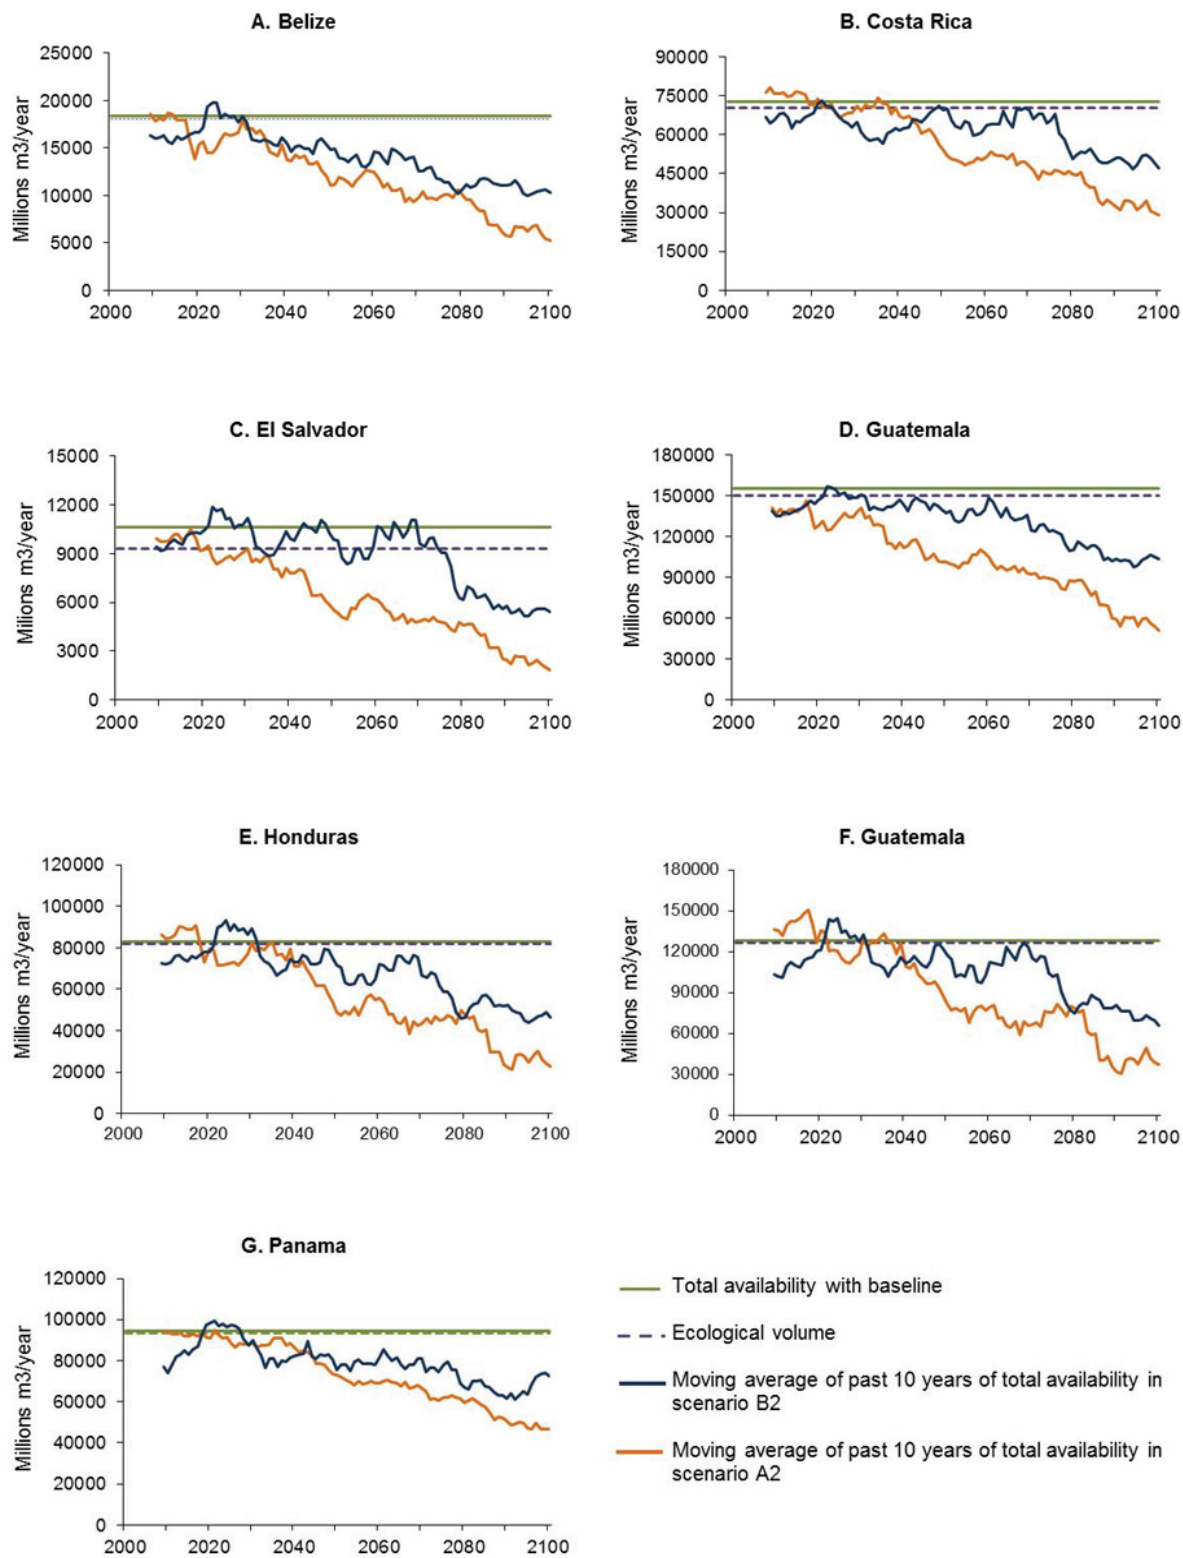 A. Belize
Millions m3/year
25000
20000
15000
10000
5000
0
2000 2020 2040 2060 2080 2100
B. Costa Rica
Millions m3/year
90000
75000
60000
45000
30000
15000
0
2000 2020 2040 2060 2080 2100
C. El Salvador
Milions m3/year
15000
12000
9000
6000
3000
0
2000 2020 2040 2060 2080 2100
D. Guatemala
Millions m3/year
180000
150000
120000
90000
60000
30000
0
2000 2020 2040 2060 2080 2100
E. Honduras
Millions m3/year
120000
100000
80000
60000
40000
20000
0
2000 2020 2040 2060 2080 2100
F. Guatemala
Millions m3/year
180000
150000
120000
90000
60000
30000
0
2000 2020 2040 2060 2080 2100
G. Panama
Millions m3/year
120000
100000
80000
60000
40000
20000
0
2000 2020 2040 2060 2080 2100
Total availability with baseline
Ecological volume
Moving average of past 10 years of total availability in
scenario B2
Moving average of past 10 years of total availability in
scenario A2